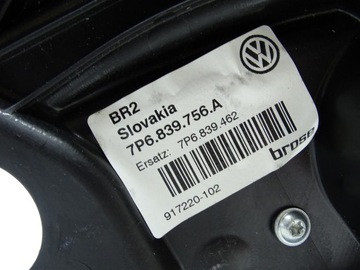 BR2
Slovakia
7P6.839.756.A
Ersatz: 7P6.839.462
brose
917220-102